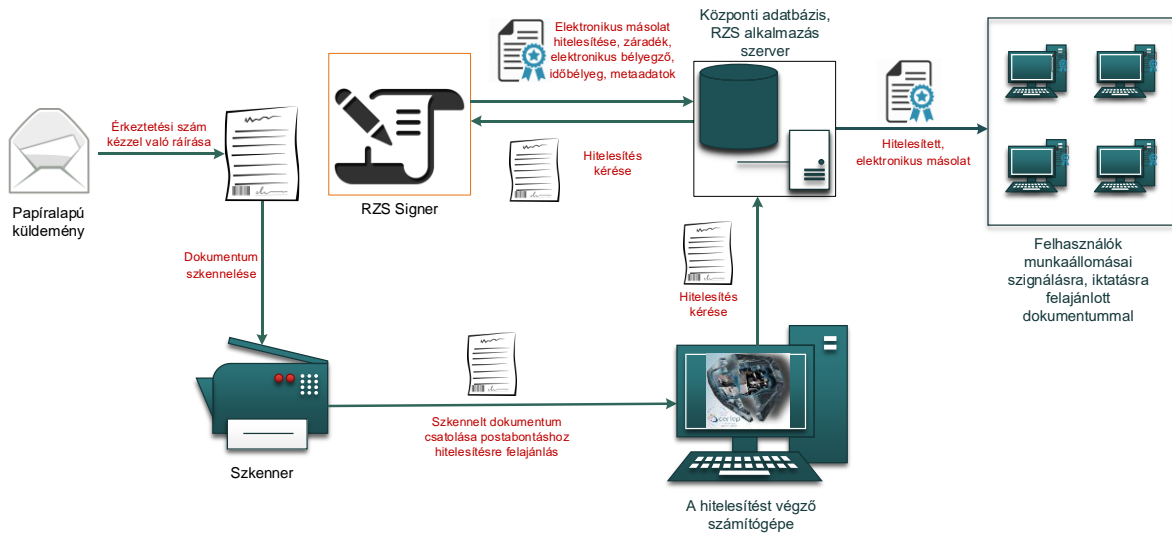 Papíralapú
küldemény
Érkeztetési szám
kézzel való ráírása
Dokumentum
szkennelése
Szkenner
Szkennelt dokumentum
csatolása postabontáshoz
hitelesítésre felajánlás
A hitelesítést végző
számítógépe
Hitelesítés
kérése
Központi adatbázis,
RZS alkalmazás
szerver
Hitelesítés
kérése
RZS Signer
Elektronikus másolat
hitelesítése, záradék,
elektronikus bélyegző,
időbélyeg, metaadatok
Hitelesített,
elektronikus másolat
Felhasználók
munkaállomásai
szignálásra, iktatásra
felajánlott
dokumentummal